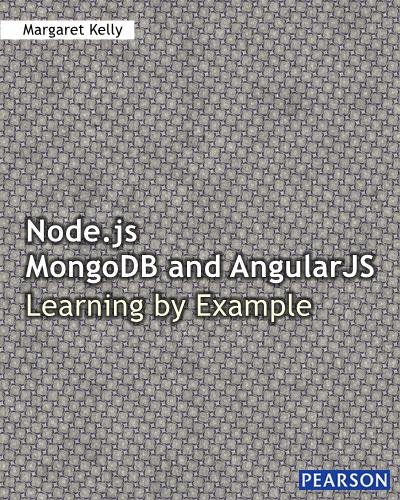 Margaret Kelly
Node.js
MongoDB and AngularJS
Learning by Example
PEARSON